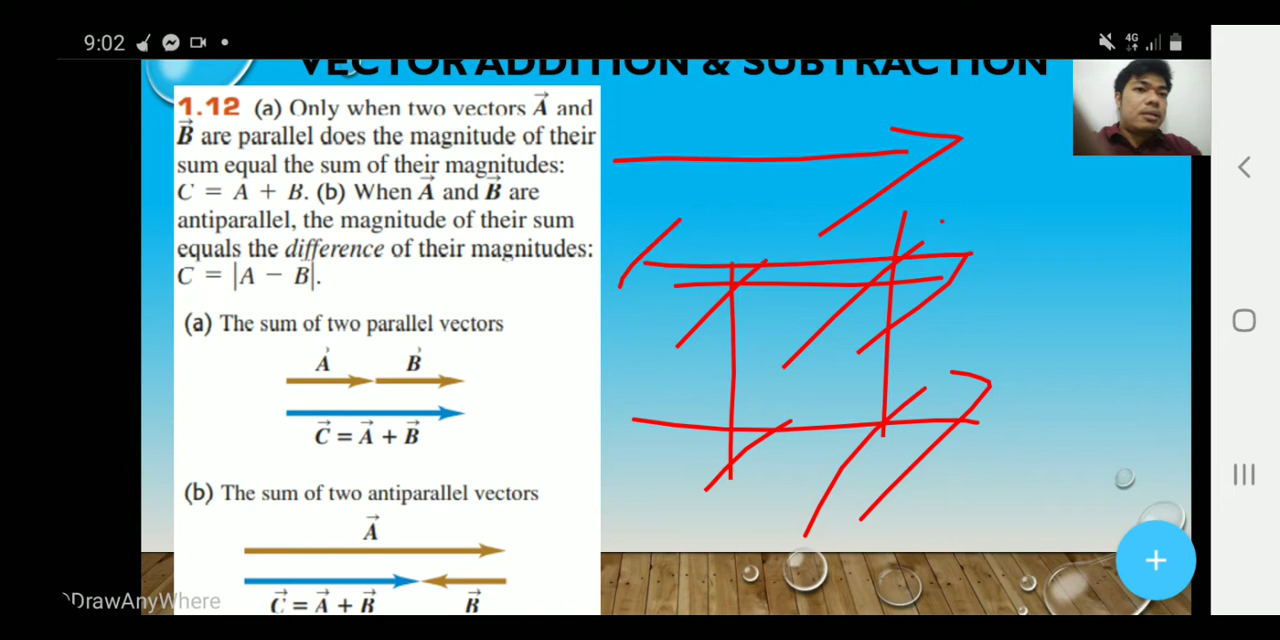 9:02
4G
VECTOR ADDITION & SUBTRACTION
1.12 (a) Only when two vectors A⃗ and
B⃗ are parallel does the magnitude of their
sum equal the sum of their magnitudes:
C = A + B. (b) When A⃗ and B⃗ are
antiparallel, the magnitude of their sum
equals the difference of their magnitudes:
C = |A − B|.
(a) The sum of two parallel vectors
A⃗ B⃗
C⃗ = A⃗ + B⃗
(b) The sum of two antiparallel vectors
A⃗
C⃗ = A⃗ + B⃗ B⃗
DrawAnyWhere